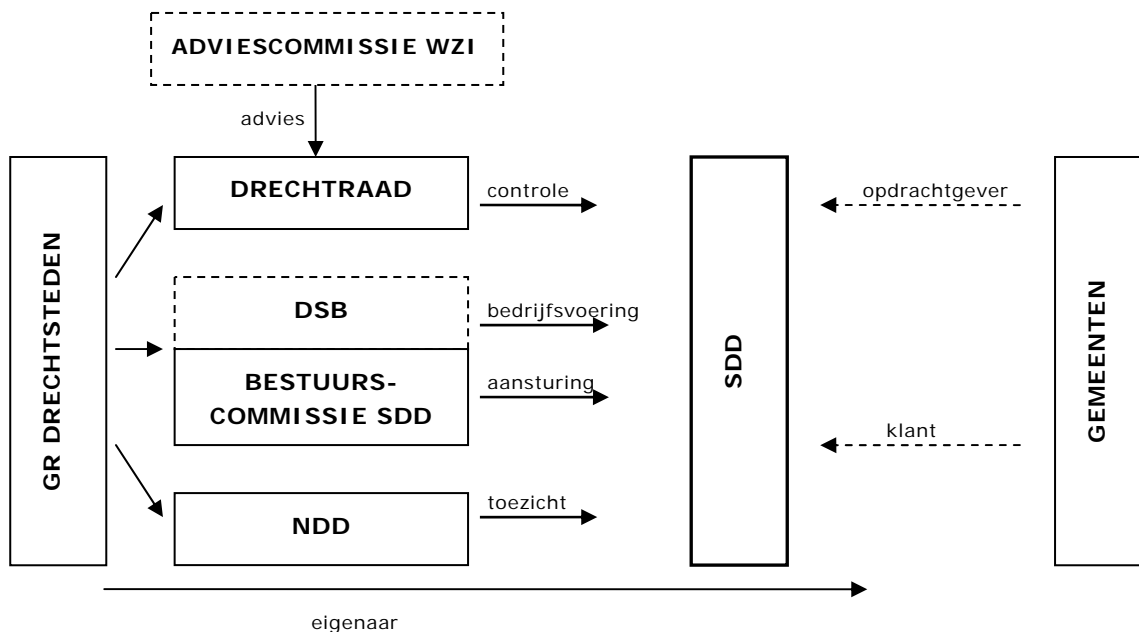 ADVIESCOMMISSIE WZI
advies
GR DRECHTSTEDEN
DRECHTRAAD
controle
DSB
bedrijfsvoering
BESTUURS-
COMMISSIE SDD
aansturing
NDD
toezicht
SDD
opdrachtgever
klant
GEMEENTEN
eigenaar